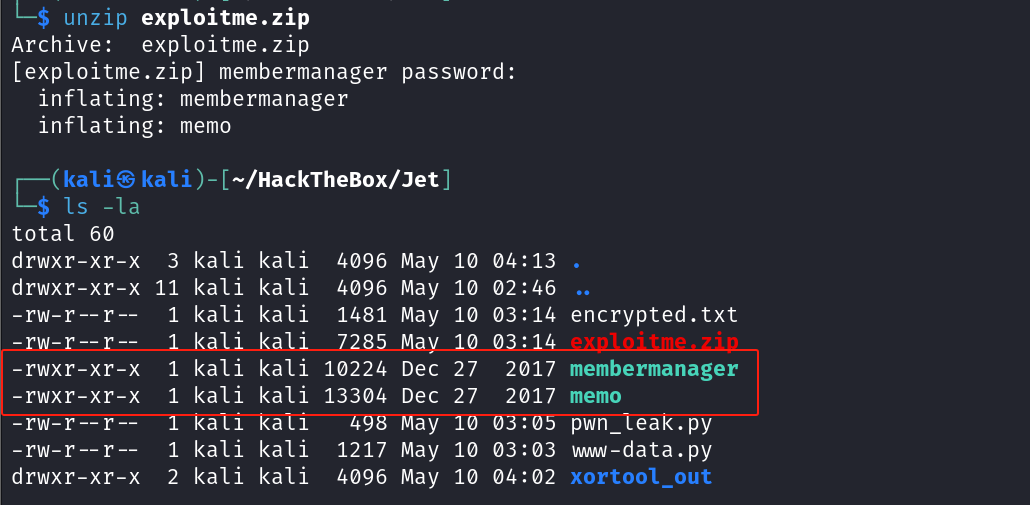 └─$ unzip exploitme.zip
Archive:  exploitme.zip
[exploitme.zip] membermanager password:
  inflating: membermanager
  inflating: memo
┌──(kali㉿kali)-[~/HackTheBox/Jet]
└─$ ls -la
total 60
drwxr-xr-x  3 kali kali  4096 May 10 04:13 .
drwxr-xr-x 11 kali kali  4096 May 10 02:46 ..
-rw-r--r--  1 kali kali  1481 May 10 03:14 encrypted.txt
-rw-r--r--  1 kali kali  7285 May 10 03:14 exploitme.zip
-rwxr-xr-x  1 kali kali 10224 Dec 27  2017 membermanager
-rwxr-xr-x  1 kali kali 13304 Dec 27  2017 memo
-rw-r--r--  1 kali kali   498 May 10 03:05 pwn_leak.py
-rw-r--r--  1 kali kali  1217 May 10 03:03 www-data.py
drwxr-xr-x  2 kali kali  4096 May 10 04:02 xortool_out